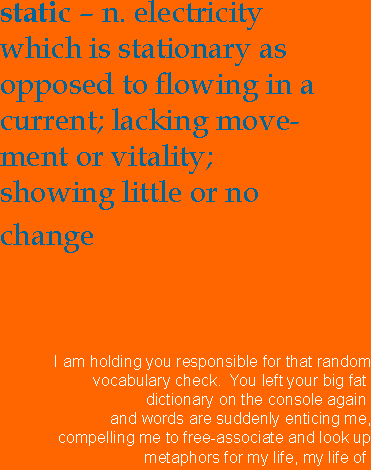 static – n. electricity
which is stationary as
opposed to flowing in a
current; lacking move-
ment or vitality;
showing little or no
change
I am holding you responsible for that random
vocabulary check.  You left your big fat
dictionary on the console again
and words are suddenly enticing me,
compelling me to free-associate and look up
metaphors for my life, my life of